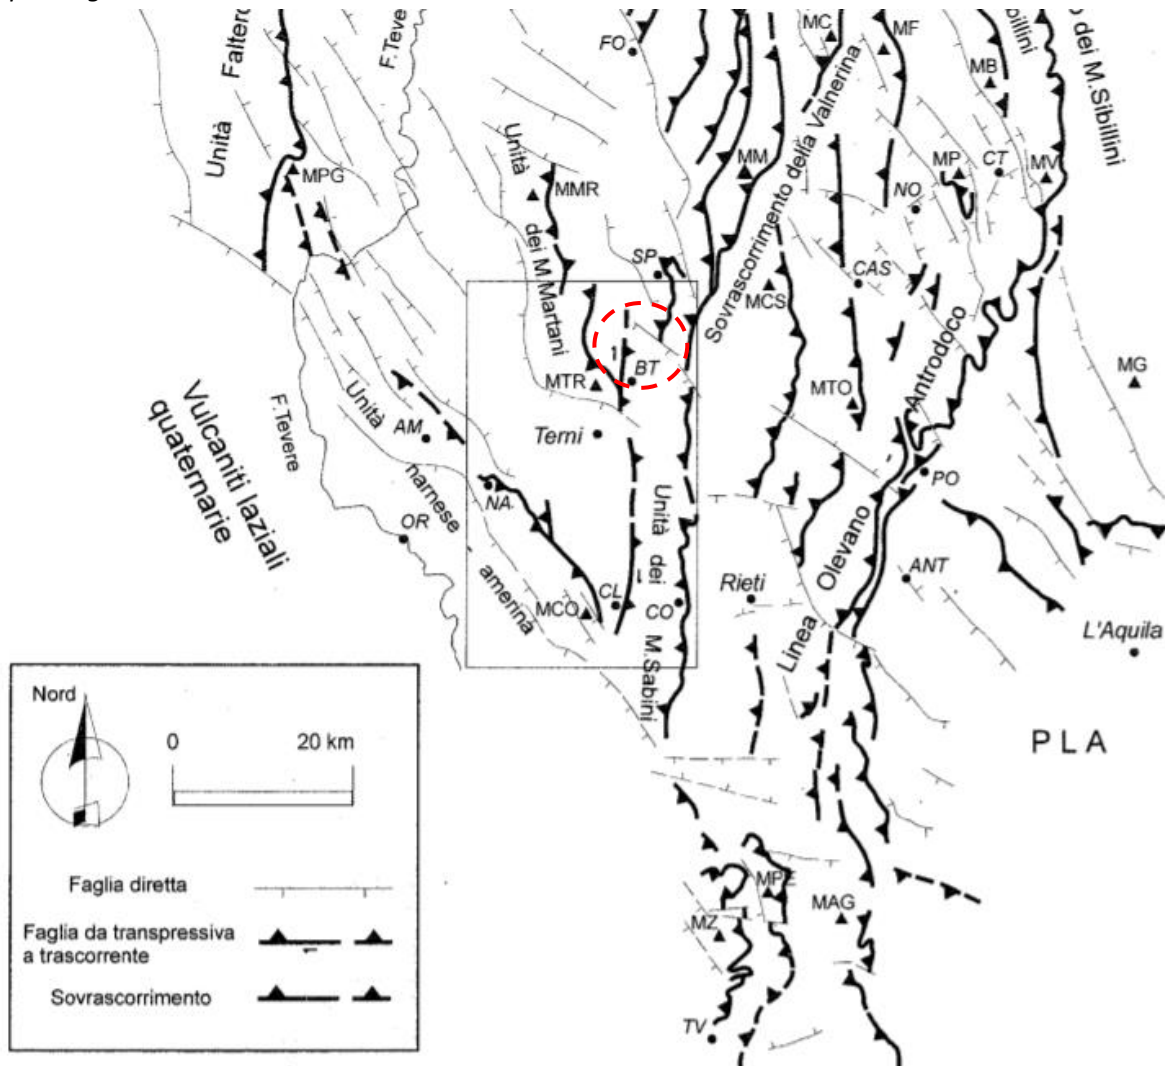 FO
MC
MF
MB
F.Teve
Faltero
Unità
MPG
Unità
dei M.Martani
MMR
MM
SP
Sovrascorrimento della Valnerina
MP
CT
MV
NO
billini
o dei M.Sibillini
MCS
CAS
BT
MTR
MTO
MG
Antrodoco
Vulcaniti laziali
quaternarie
F.Tevere
Unità
narnese
amerina
AM
Terni
NA
OR
PO
Unità dei M.Sabini
Olevano
Linea
ANT
CL
MCO
CO
Rieti
L'Aquila
PLA
Nord
0
20 km
Faglia diretta
Faglia da transpressiva
a trascorrente
Sovrascorrimento
MPE
MAG
MZ
TV